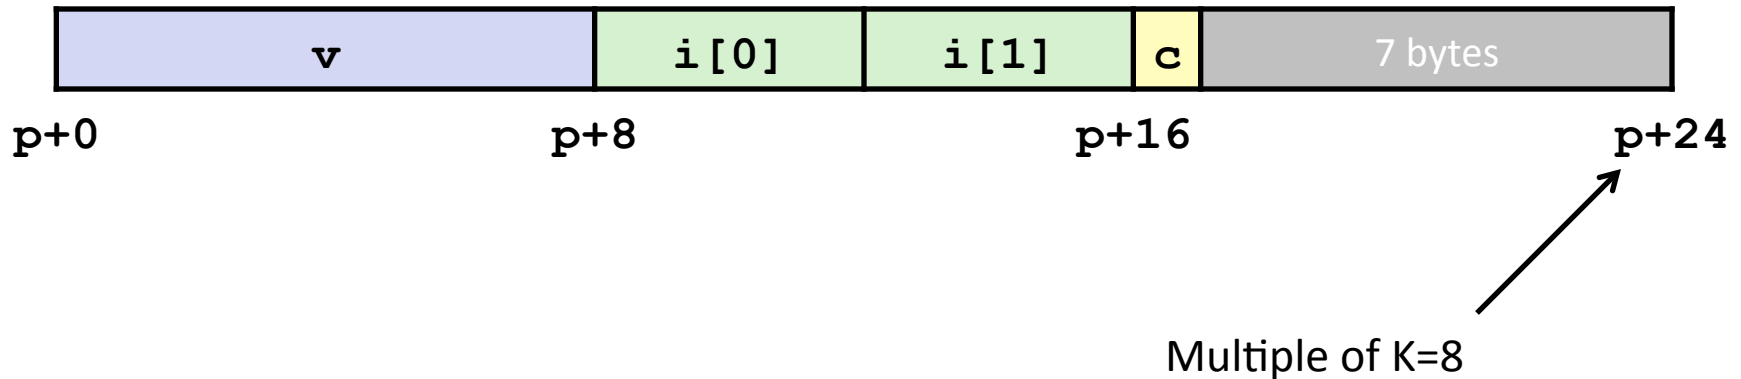 v i[0] i[1] c 7 bytes
p+0 p+8 p+16 p+24
Multiple of K=8